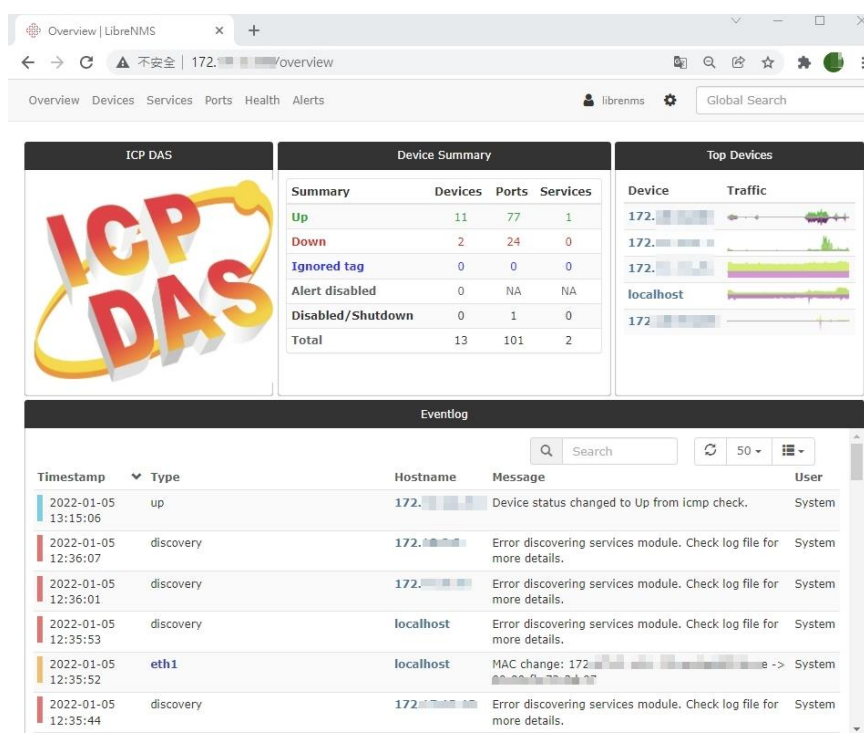 Overview | LibreNMS
不安全 | 172. /overview
Overview Devices Services Ports Health Alerts librenms Global Search
ICP DAS
ICP DAS
Device Summary
Summary Devices Ports Services
Up 11 77 1
Down 2 24 0
Ignored tag 0 0 0
Alert disabled 0 NA NA
Disabled/Shutdown 0 1 0
Total 13 101 2
Top Devices
Device Traffic
172.
172.
172.
localhost
172
Eventlog
Search 50
Timestamp Type Hostname Message User
2022-01-05 13:15:06 up 172. Device status changed to Up from icmp check. System
2022-01-05 12:36:07 discovery 172. Error discovering services module. Check log file for more details. System
2022-01-05 12:36:01 discovery 172. Error discovering services module. Check log file for more details. System
2022-01-05 12:35:53 discovery localhost Error discovering services module. Check log file for more details. System
2022-01-05 12:35:52 eth1 localhost MAC change: 172 e -> System
2022-01-05 12:35:44 discovery 172. Error discovering services module. Check log file for more details. System